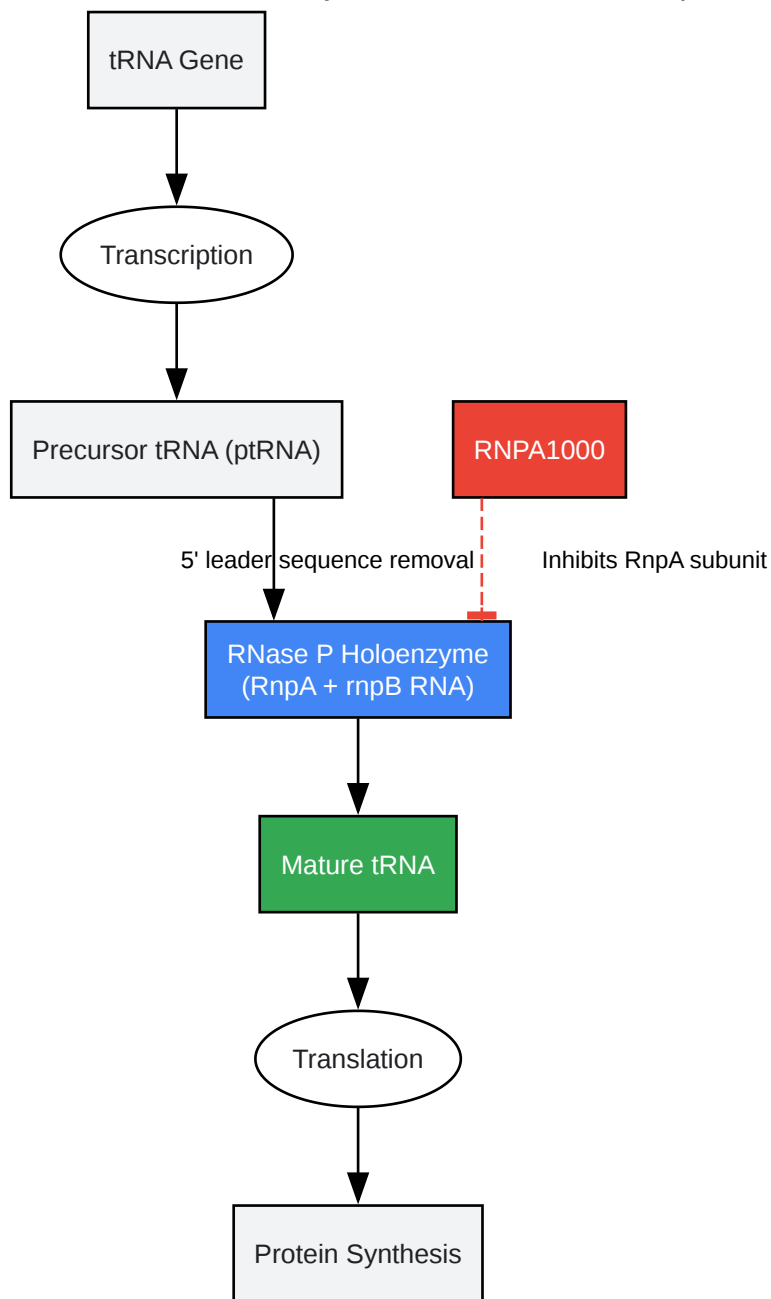 tRNA Gene
Transcription
Precursor tRNA (ptRNA)
RNPA1000
5' leader sequence removal
Inhibits RnpA subunit
RNase P Holoenzyme
(RnpA + rnpB RNA)
Mature tRNA
Translation
Protein Synthesis